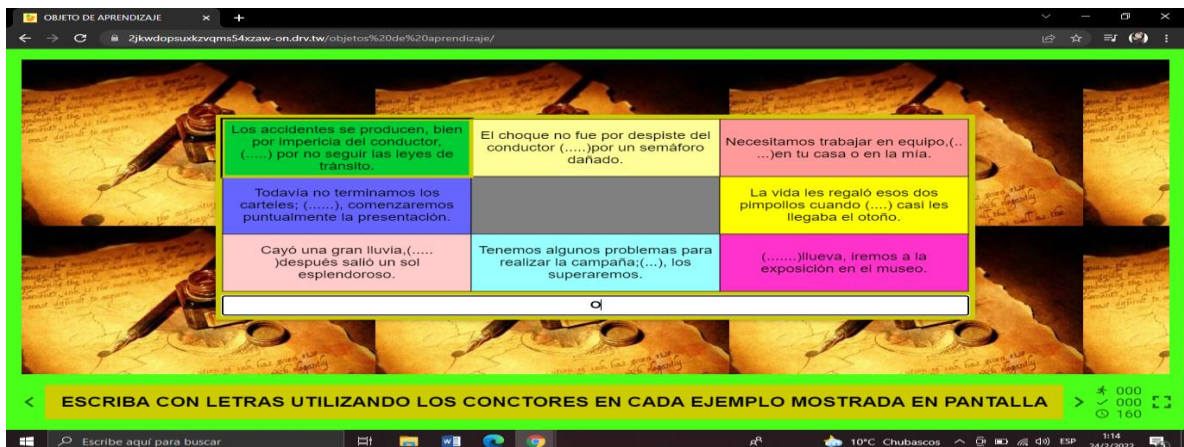 OBJETO DE APRENDIZAJE
2jkwdopsuxkzvqms54xzaw-on.drv.tw/objetos%20de%20aprendizaje/
Los accidentes se producen, bien
por impericia del conductor,
(.....) por no seguir las leyes de
tránsito.
El choque no fue por despiste del
conductor (.....)por un semáforo
dañado.
Necesitamos trabajar en equipo,(..
...)en tu casa o en la mía.
Todavía no terminamos los
carteles; (......), comenzaremos
puntualmente la presentación.
La vida les regaló esos dos
pimpollos cuando (....) casi les
llegaba el otoño.
Cayó una gran lluvia,(.....
)después salió un sol
esplendoroso.
Tenemos algunos problemas para
realizar la campaña;(...), los
superaremos.
(.......)llueva, iremos a la
exposición en el museo.
O
ESCRIBA CON LETRAS UTILIZANDO LOS CONCTORES EN CADA EJEMPLO MOSTRADA EN PANTALLA
000
000
160
Escribe aquí para buscar
10°C Chubascos
ESP
1:14
24/2/2022